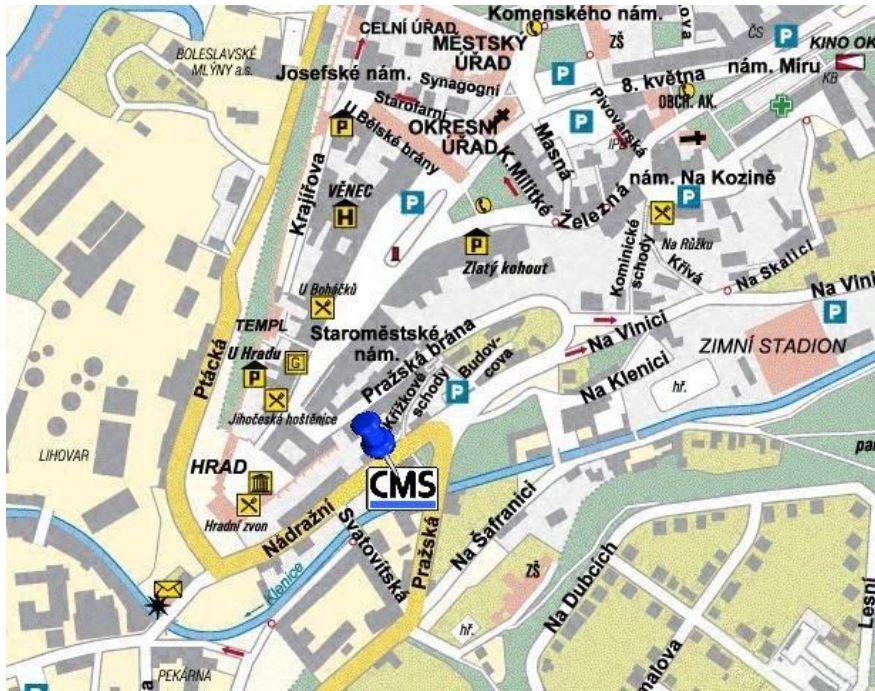 Komenského nám.
CELNÍ ÚŘAD
MĚSTSKÝ
ÚŘAD
ZŠ
ČS
P
KINO OK
BOLESLAVSKÉ
MLÝNY a.s.
Josefské nám.
Synagogní
P
8. května
nám. Míru
KB
Starofarní
OBCH. AK.
P
U Bělské brány
OKRESNÍ
ÚŘAD
Masná
P
Pivovarská
IPB
K Militké
Železná
nám. Na Kozině
P
VĚNEC
H
P
Krajířova
P
Zlatý kohout
Na Růžku
Kominické
schody
Křivá
Na Skalici
U Boháčků
Na Vinici
P
TEMPL
Staroměstské
nám.
Pražská brána
Na Vinici
ZIMNÍ STADION
U Hradu
G
P
Křížkově
schody
Budov-
cova
P
Na Klenici
hř.
Ptácká
Jihočeská hoštěnice
LIHOVAR
HRAD
CMS
Hradní zvon
Nádražní
Svatovítská
Pražská
Na Šafranici
ZŠ
Na Dubcích
Lesní
Klenice
hř.
PEKÁRNA
P
P